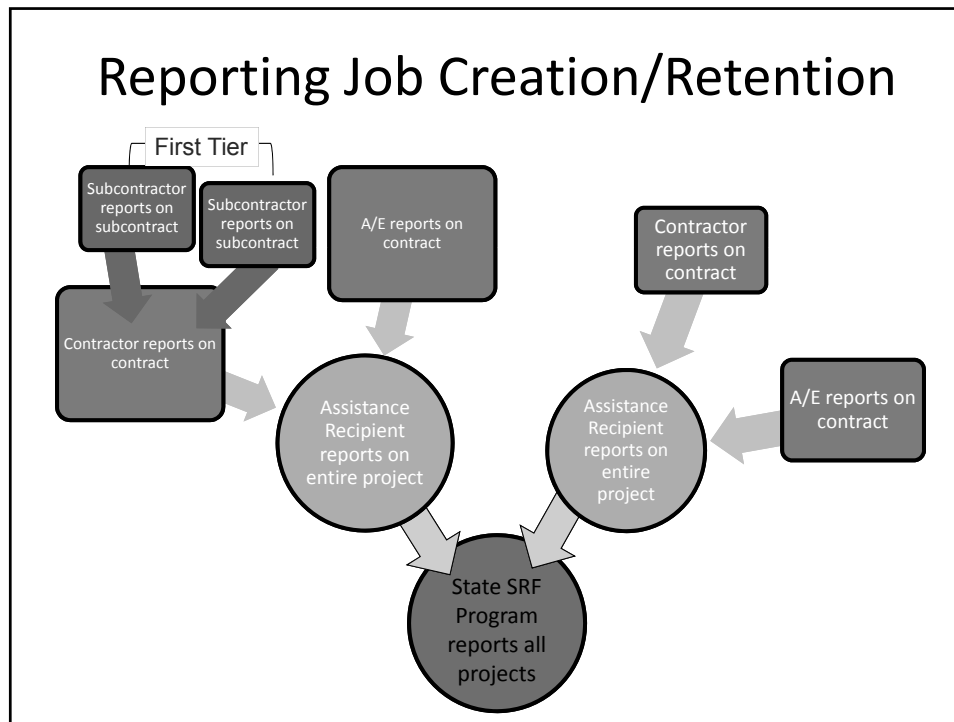 Reporting Job Creation/Retention
First Tier
Subcontractor
reports on
subcontract
Subcontractor
reports on
subcontract
A/E reports on
contract
Contractor
reports on
contract
Contractor reports on
contract
A/E reports on
contract
Assistance
Recipient
reports on
entire project
Assistance
Recipient
reports on
entire
project
State SRF
Program
reports all
projects